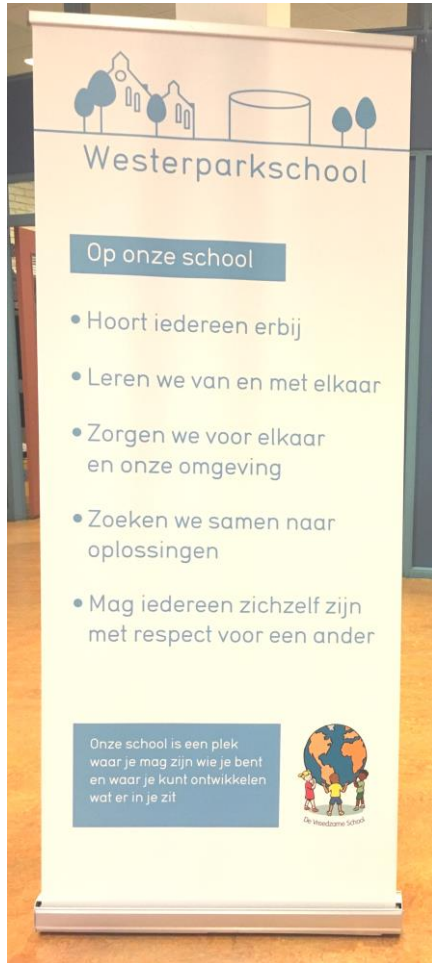 Westerparkschool
Op onze school
• Hoort iedereen erbij
• Leren we van en met elkaar
• Zorgen we voor elkaar
en onze omgeving
• Zoeken we samen naar
oplossingen
• Mag iedereen zichzelf zijn
met respect voor een ander
Onze school is een plek
waar je mag zijn wie je bent
en waar je kunt ontwikkelen
wat er in je zit
De Vreedzame School